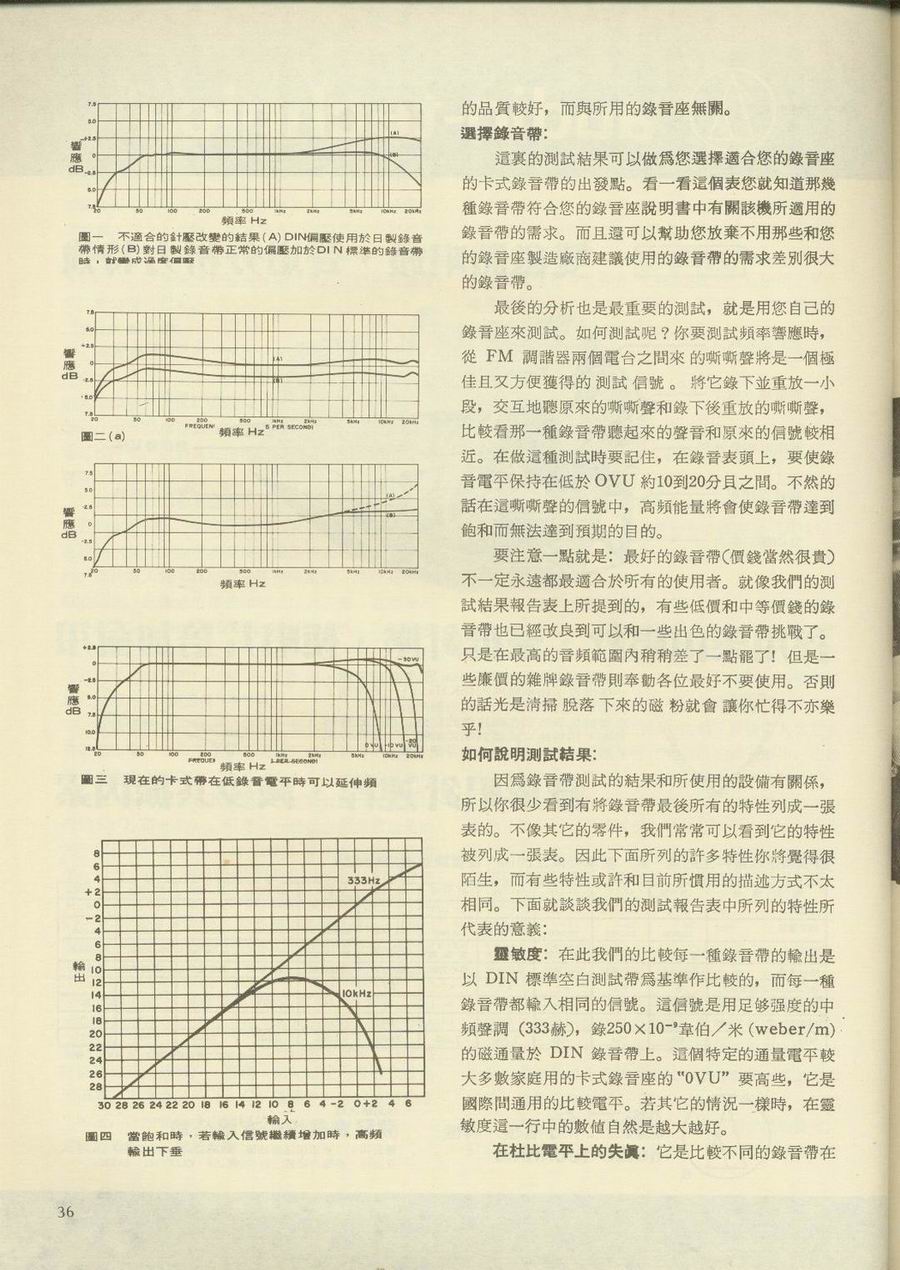 響應 dB
7.5
5.0
+2.5
0
-2.5
5.0
7.5
(A)
(B)
20 50 100 200 500 1kHz 2kHz 5kHz 10kHz 20kHz
頻率 Hz
圖一 不適合的針壓改變的結果(A)DIN偏壓使用於日製錄音
帶情形(B)對日製錄音帶正常的偏壓加於DIN標準的錄音帶
時,就變成過度偏壓
響應 dB
7.5
5.0
+2.5
0
-2.5
-5.0
7.5
(A)
(B)
20 50 100 200 500 1kHz 2kHz 5kHz 10kHz 20kHz
頻率 Hz
圖二(a)
響應 dB
7.5
5.0
2.5
0
-2.5
5.0
7.5
(A)
(B)
20 50 100 200 500 1kHz 2kHz 5kHz 10kHz 20kHz
頻率 Hz
響應 dB
+2.5
0
-2.5
5.0
7.5
10.0
12.5
-30VU
0VU -10VU -20VU
20 50 100 200 500 1kHz 2kHz 5kHz 10kHz 20kHz
頻率 Hz
圖三 現在的卡式帶在低錄音電平時可以延伸頻
輸出
8
6
4
+2
0
-2
4
6
8
10
12
14
16
18
20
22
24
26
28
333Hz
10kHz
30 28 26 24 22 20 18 16 14 12 10 8 6 4 -2 0 +2 4 6
輸入
圖四 當飽和時,若輸入信號繼續增加時,高頻
輸出下垂
36
的品質較好,而與所用的錄音座無關。
選擇錄音帶:
這裏的測試結果可以做爲您選擇適合您的錄音座
的卡式錄音帶的出發點。看一看這個表您就知道那幾
種錄音帶符合您的錄音座說明書中有關該機所適用的
錄音帶的需求。而且還可以幫助您放棄不用那些和您
的錄音座製造廠商建議使用的錄音帶的需求差別很大
的錄音帶。
最後的分析也是最重要的測試,就是用您自己的
錄音座來測試。如何測試呢?你要測試頻率響應時,
從 FM 調諧器兩個電台之間來的嘶嘶聲將是一個極
佳且又方便獲得的測試信號。將它錄下並重放一小
段,交互地聽原來的嘶嘶聲和錄下後重放的嘶嘶聲,
比較看那一種錄音帶聽起來的聲音和原來的信號較相
近。在做這種測試時要記住,在錄音表頭上,要使錄
音電平保持在低於 OVU 約10到20分貝之間。不然的
話在這嘶嘶聲的信號中,高頻能量將會使錄音帶達到
飽和而無法達到預期的目的。
要注意一點就是:最好的錄音帶(價錢當然很貴)
不一定永遠都最適合於所有的使用者。就像我們的測
試結果報告表上所提到的,有些低價和中等價錢的錄
音帶也已經改良到可以和一些出色的錄音帶挑戰了。
只是在最高的音頻範圍內稍稍差了一點罷了!但是一
些廉價的雜牌錄音帶則奉勸各位最好不要使用。否則
的話光是清掃脫落下來的磁粉就會讓你忙得不亦樂
乎!
如何說明測試結果:
因爲錄音帶測試的結果和所使用的設備有關係,
所以你很少看到有將錄音帶最後所有的特性列成一張
表的。不像其它的零件,我們常常可以看到它的特性
被列成一張表。因此下面所列的許多特性你將覺得很
陌生,而有些特性或許和目前所慣用的描述方式不太
相同。下面就談談我們的測試報告表中所列的特性所
代表的意義:
靈敏度:在此我們的比較每一種錄音帶的輸出是
以 DIN 標準空白測試帶爲基準作比較的,而每一種
錄音帶都輸入相同的信號。這信號是用足够强度的中
頻聲調(333赫),錄250×10⁻⁹韋伯/米(weber/m)
的磁通量於 DIN 錄音帶上。這個特定的通量電平較
大多數家庭用的卡式錄音座的“0VU”要高些,它是
國際間通用的比較電平。若其它的情況一樣時,在靈
敏度這一行中的數値自然是越大越好。
在杜比電平上的失眞:它是比較不同的錄音帶在